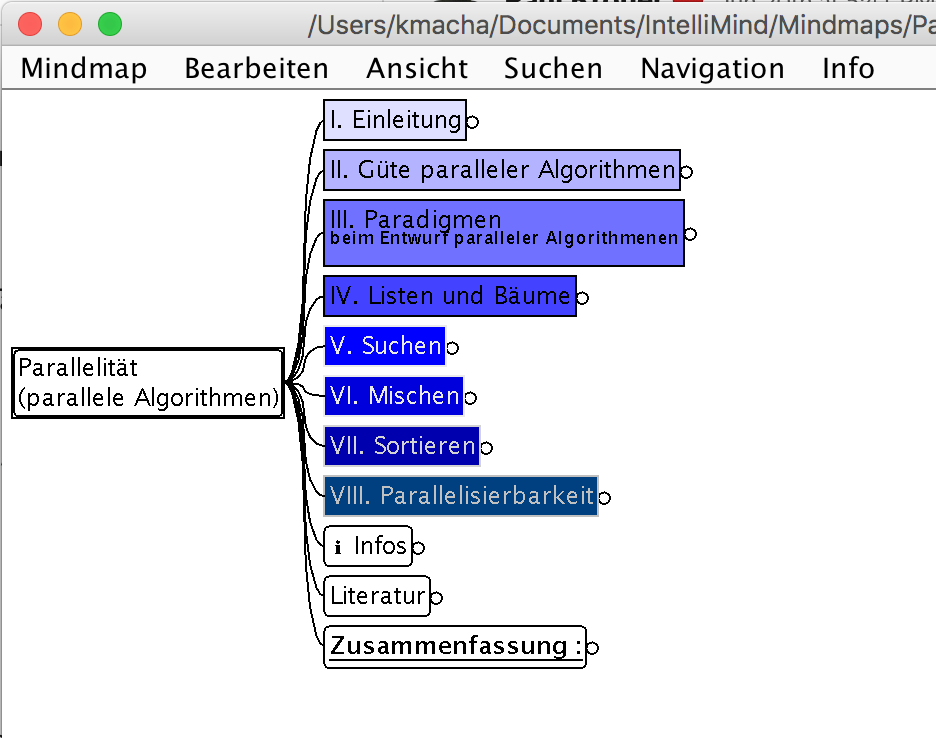 /Users/kmacha/Documents/IntelliMind/Mindmaps/Pa
Mindmap Bearbeiten Ansicht Suchen Navigation Info
I. Einleitung
II. Güte paralleler Algorithmen
III. Paradigmen
beim Entwurf paralleler Algorithmenen
IV. Listen und Bäume
V. Suchen
Parallelität
(parallele Algorithmen)
VI. Mischen
VII. Sortieren
VIII. Parallelisierbarkeit
i Infos
Literatur
Zusammenfassung :